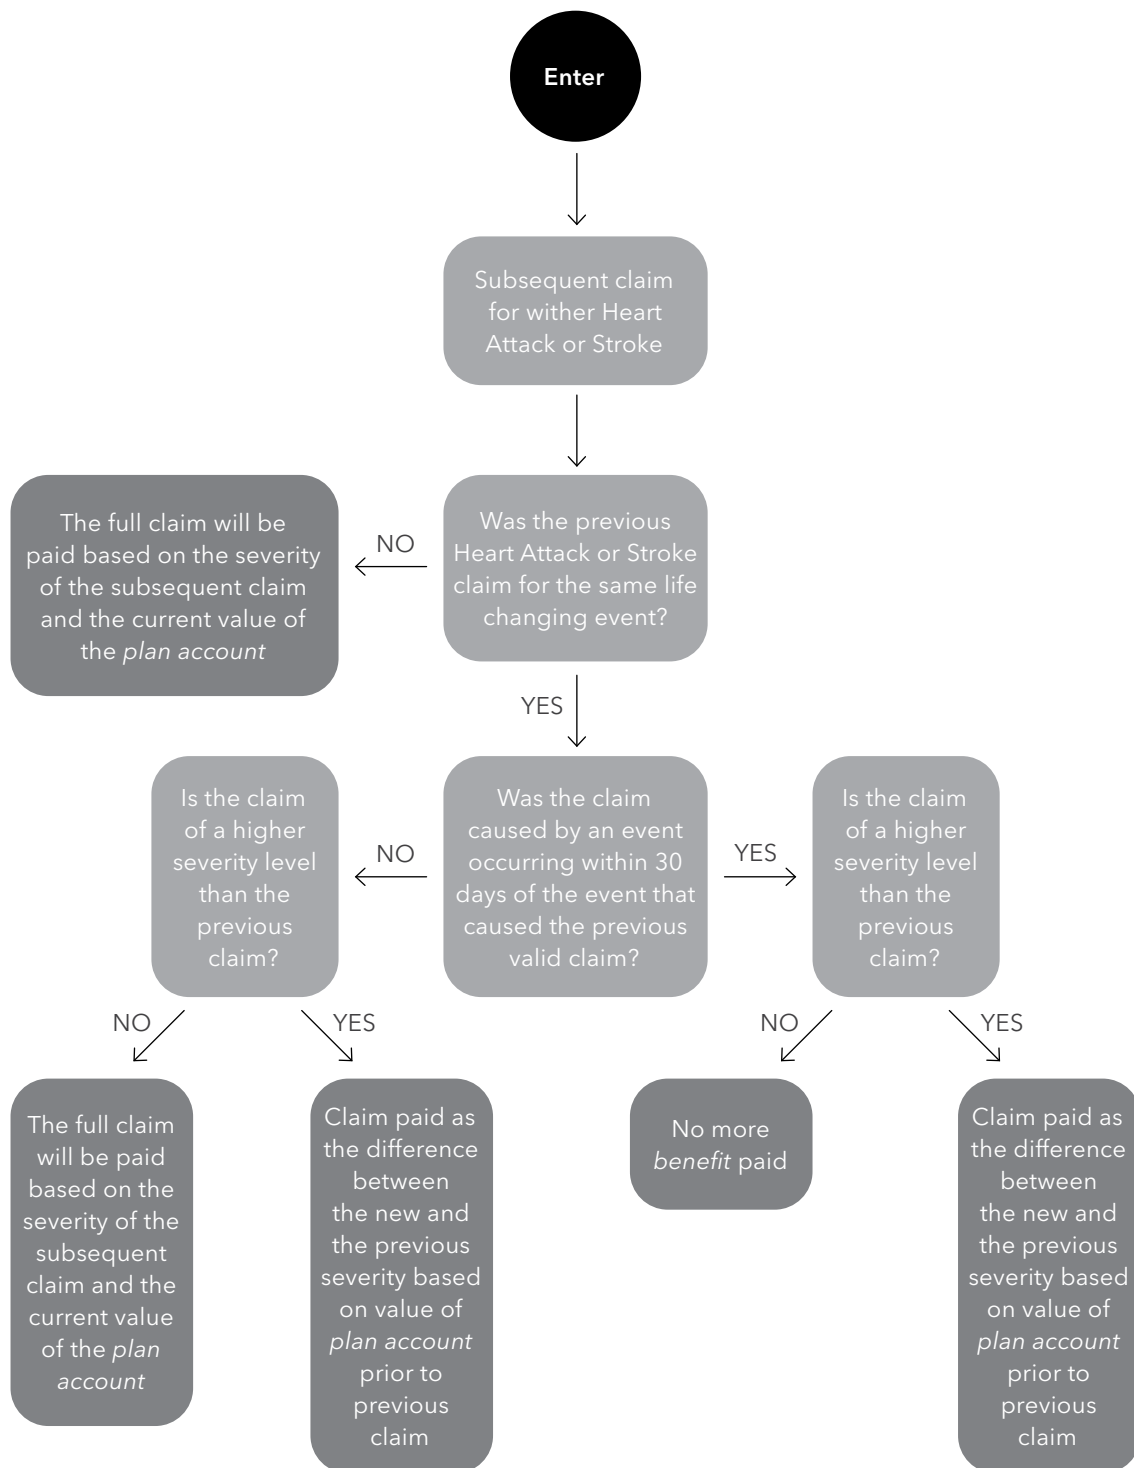 Enter
Subsequent claim
for wither Heart
Attack or Stroke
The full claim will be
paid based on the severity
of the subsequent claim
and the current value of
the plan account
NO
Was the previous
Heart Attack or Stroke
claim for the same life
changing event?
YES
Is the claim
of a higher
severity level
than the
previous
claim?
NO
Was the claim
caused by an event
occurring within 30
days of the event that
caused the previous
valid claim?
YES
Is the claim
of a higher
severity level
than the
previous
claim?
NO
YES
NO
YES
The full claim
will be paid
based on the
severity of the
subsequent
claim and the
current value
of the plan
account
Claim paid as
the difference
between
the new and
the previous
severity based
on value of
plan account
prior to
previous
claim
No more
benefit paid
Claim paid as
the difference
between
the new and
the previous
severity based
on value of
plan account
prior to
previous
claim